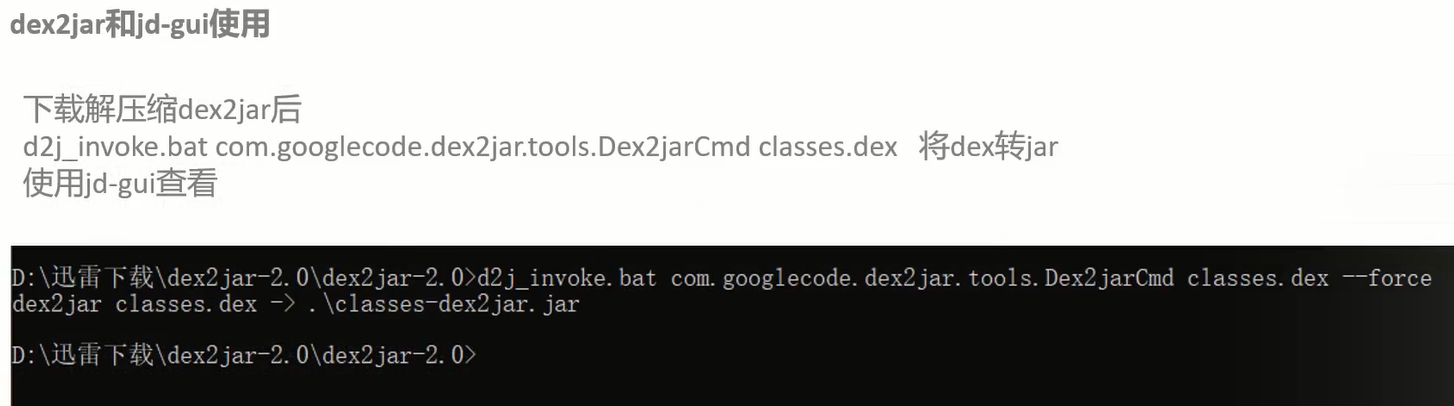 dex2jar和jd-gui使用
下载解压缩dex2jar后
d2j_invoke.bat com.googlecode.dex2jar.tools.Dex2jarCmd classes.dex   将dex转jar
使用jd-gui查看
D:\迅雷下载\dex2jar-2.0\dex2jar-2.0>d2j_invoke.bat com.googlecode.dex2jar.tools.Dex2jarCmd classes.dex --force
dex2jar classes.dex -> .\classes-dex2jar.jar
D:\迅雷下载\dex2jar-2.0\dex2jar-2.0>